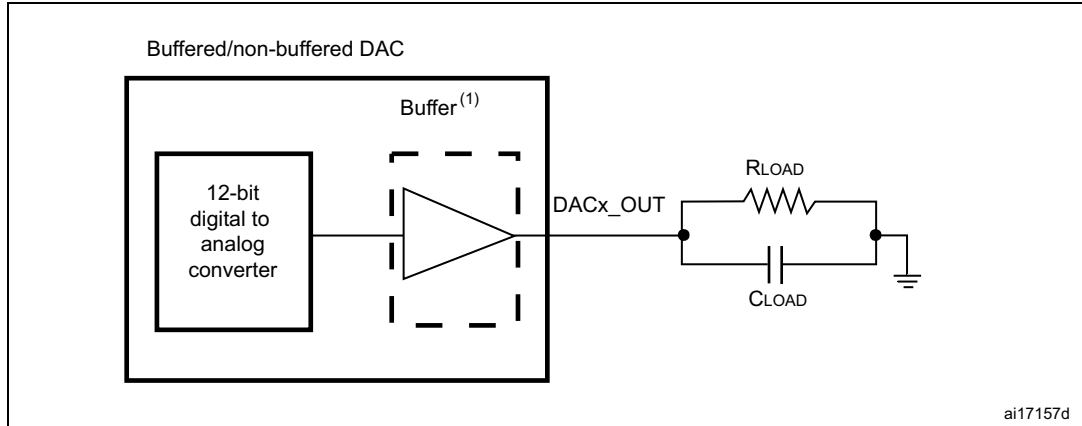 Buffered/non-buffered DAC
Buffer(1)
12-bit
digital to
analog
converter
DACx_OUT
RLOAD
CLOAD
ai17157d